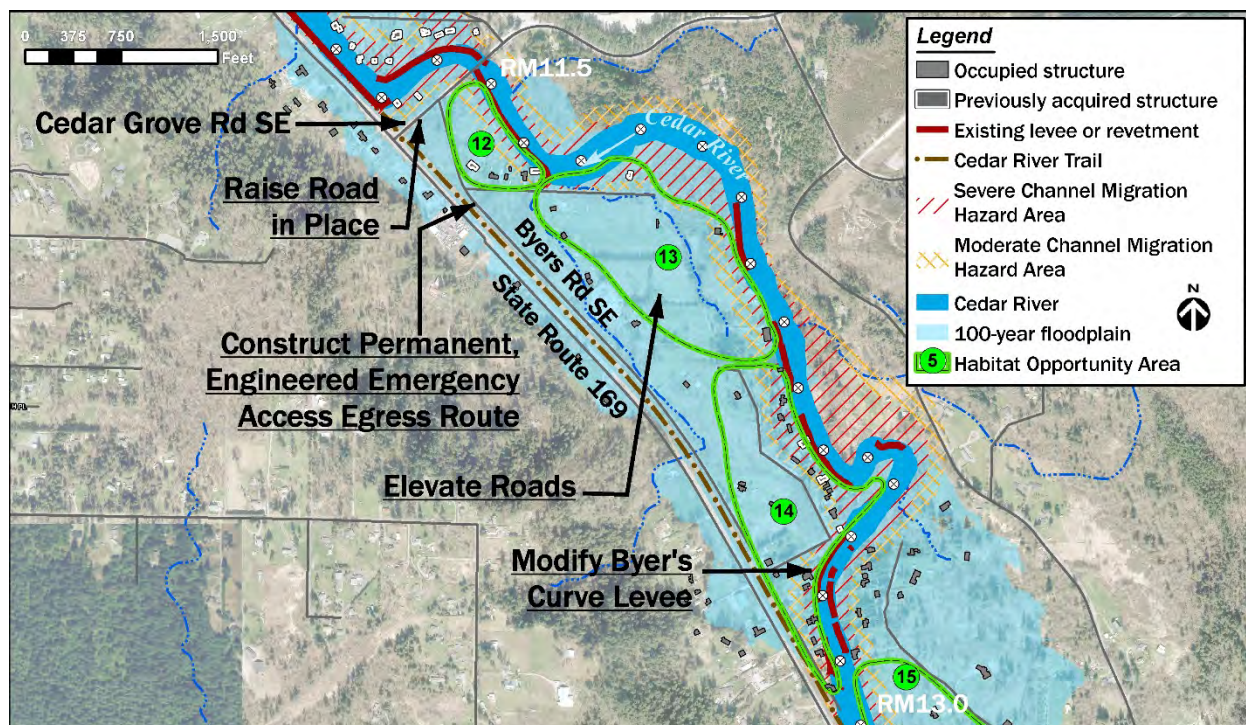 0 375 750 1,500
Feet
Cedar Grove Rd SE
Raise Road
in Place
Construct Permanent,
Engineered Emergency
Access Egress Route
Elevate Roads
Modify Byer's
Curve Levee
RM11.5
Cedar River
Byers Rd SE
State Route 169
12
13
14
15
RM13.0
Legend
Occupied structure
Previously acquired structure
Existing levee or revetment
Cedar River Trail
Severe Channel Migration
Hazard Area
Moderate Channel Migration
Hazard Area
Cedar River
100-year floodplain
5 Habitat Opportunity Area
N